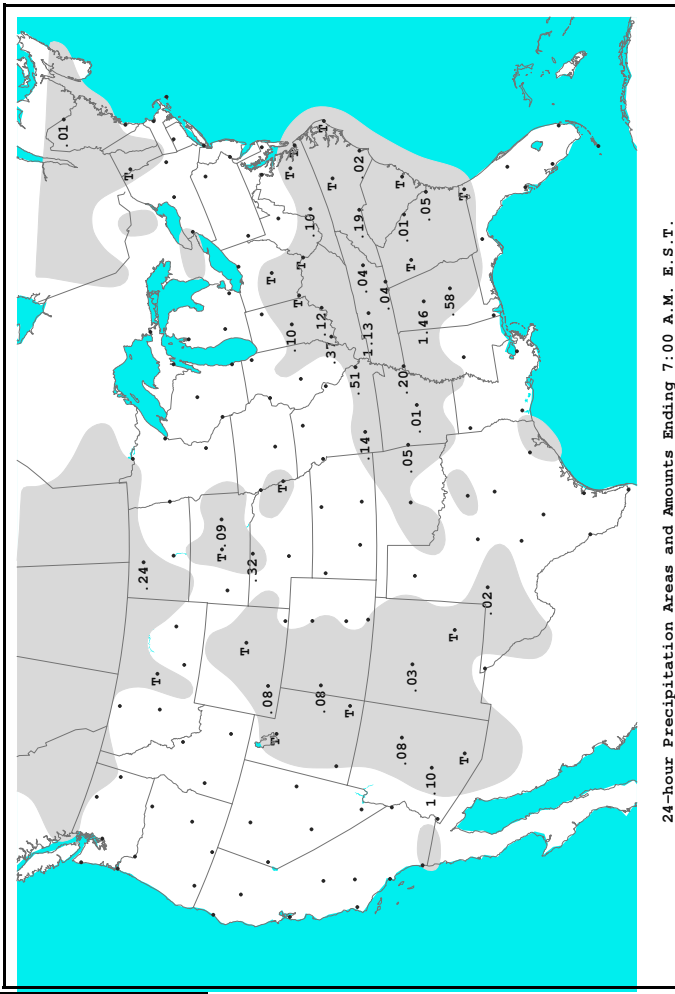 .01
T
.24
T
T .09
T
.32
.08
T
T
T
T
T
.10
T
T
.10
.08
.12
T
.37
T
T
.51
.19
.02
.04
.14
1.13
.04
.08
T
.20
.01
.05
T
.03
.01
1.46
.05
1.10
.58
T
T
T
.02
24-hour Precipitation Areas and Amounts Ending 7:00 A.M. E.S.T.